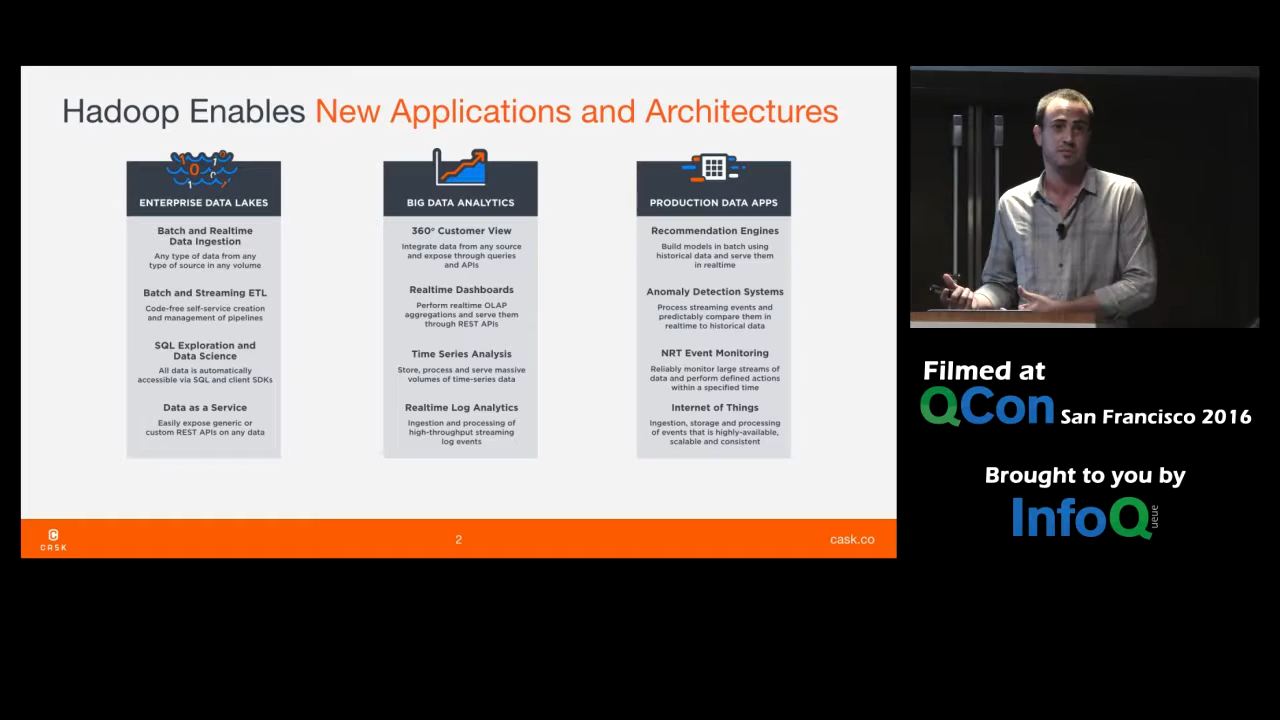 Hadoop Enables New Applications and Architectures
ENTERPRISE DATA LAKES
Batch and Realtime
Data Ingestion
Any type of data from any
type of source in any volume
Batch and Streaming ETL
Code-free self-service creation
and management of pipelines
SQL Exploration and
Data Science
All data is automatically
accessible via SQL and client SDKs
Data as a Service
Easily expose generic or
custom REST APIs on any data
BIG DATA ANALYTICS
360° Customer View
Integrate data from any source
and expose through queries
and APIs
Realtime Dashboards
Perform realtime OLAP
aggregations and serve them
through REST APIs
Time Series Analysis
Store, process and serve massive
volumes of time-series data
Realtime Log Analytics
Ingestion and processing of
high-throughput streaming
log events
PRODUCTION DATA APPS
Recommendation Engines
Build models in batch using
historical data and serve them
in realtime
Anomaly Detection Systems
Process streaming events and
predictably compare them in
realtime to historical data
NRT Event Monitoring
Reliably monitor large streams of
data and perform defined actions
within a specified time
Internet of Things
Ingestion, storage and processing
of events that is highly-available,
scalable and consistent
CASK
2
cask.co
Filmed at
QCon San Francisco 2016
Brought to you by
InfoQueue